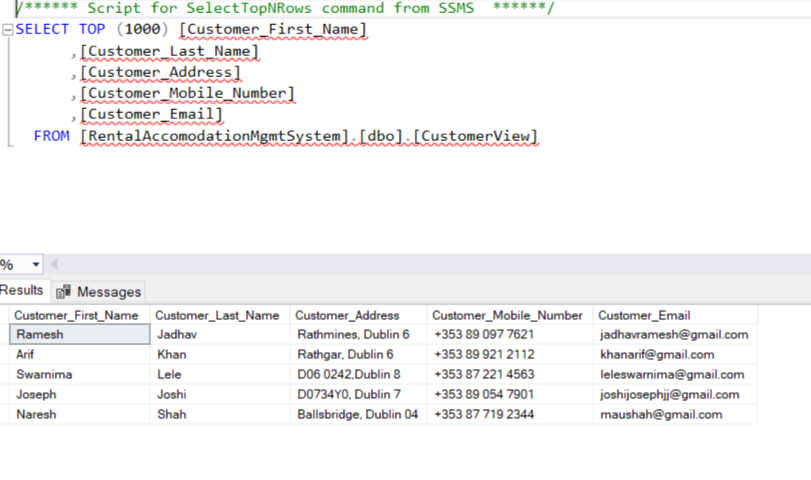 /****** Script for SelectTopNRows command from SSMS  ******/
SELECT TOP (1000) [Customer_First_Name]
,[Customer_Last_Name]
,[Customer_Address]
,[Customer_Mobile_Number]
,[Customer_Email]
FROM [RentalAccomodationMgmtSystem].[dbo].[CustomerView]
%
Results Messages
Customer_First_Name Customer_Last_Name Customer_Address Customer_Mobile_Number Customer_Email
Ramesh Jadhav Rathmines, Dublin 6 +353 89 097 7621 jadhavramesh@gmail.com
Arif Khan Rathgar, Dublin 6 +353 89 921 2112 khanarif@gmail.com
Swarnima Lele D06 0242,Dublin 8 +353 87 221 4563 leleswarnima@gmail.com
Joseph Joshi D0734Y0, Dublin 7 +353 89 054 7901 joshijosephjj@gmail.com
Naresh Shah Ballsbridge, Dublin 04 +353 87 719 2344 maushah@gmail.com